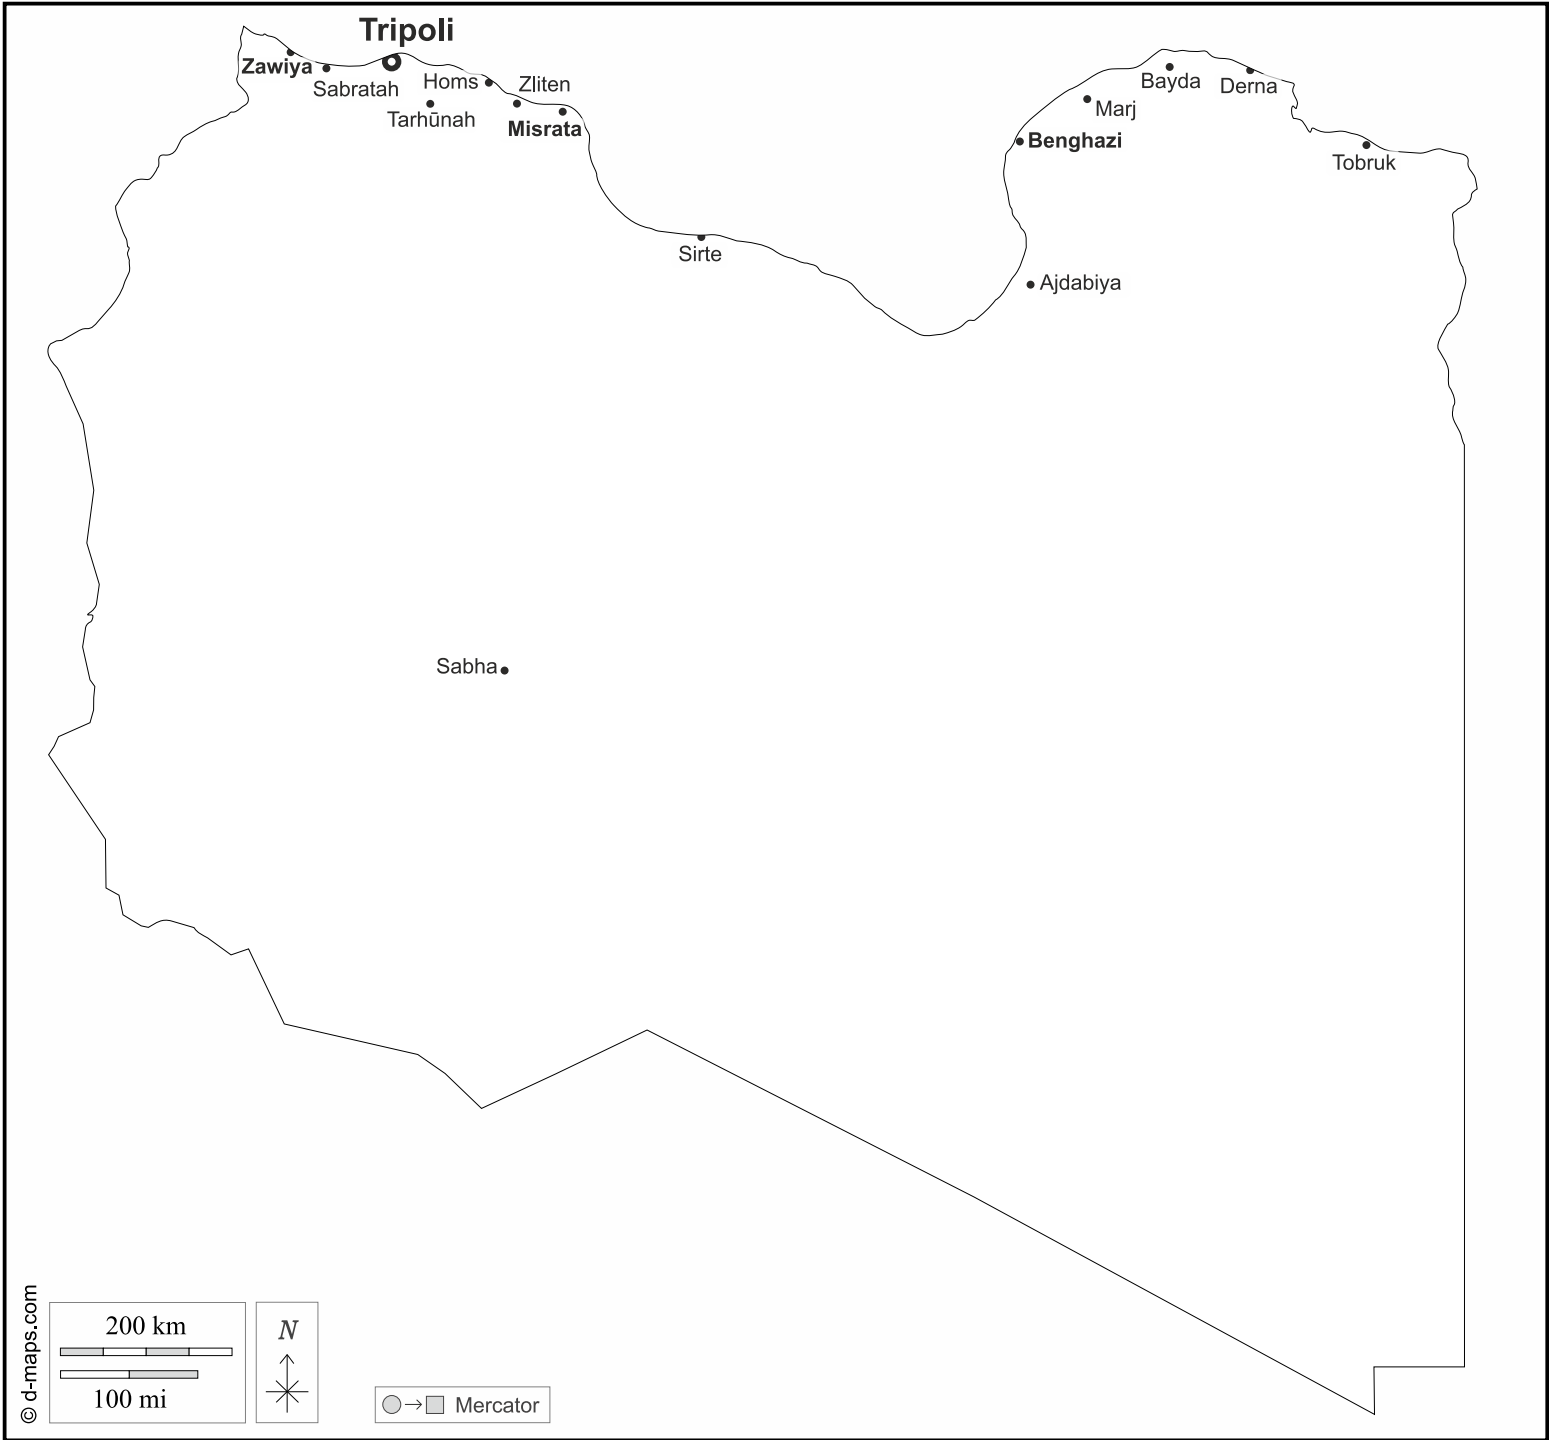 Tripoli
Zawiya
Sabratah
Homs
Zliten
Tarhūnah
Misrata
Sirte
Bayda
Derna
Marj
Benghazi
Tobruk
Ajdabiya
Sabha
200 km
100 mi
N
Mercator
© d-maps.com